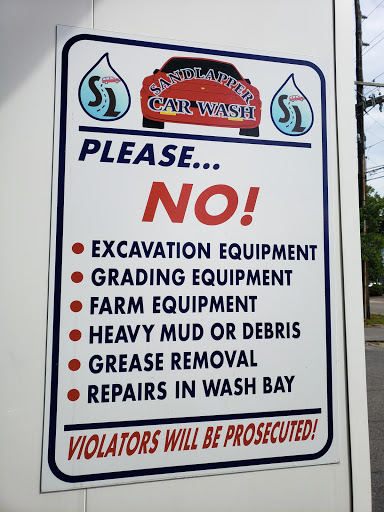 SANDLAPPER
CAR WASH
SL
SL
PLEASE...
NO!
• EXCAVATION EQUIPMENT
• GRADING EQUIPMENT
• FARM EQUIPMENT
• HEAVY MUD OR DEBRIS
• GREASE REMOVAL
• REPAIRS IN WASH BAY
VIOLATORS WILL BE PROSECUTED!